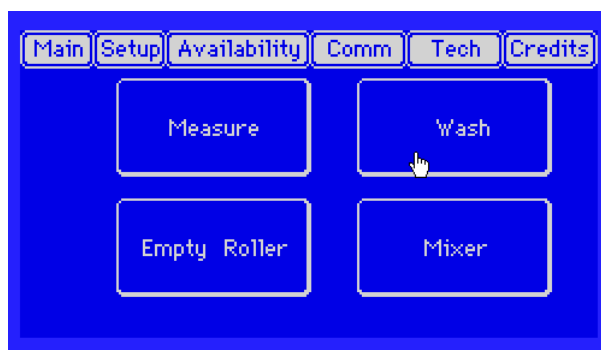 Main Setup Availability Comm Tech Credits
Measure Wash
Empty Roller Mixer